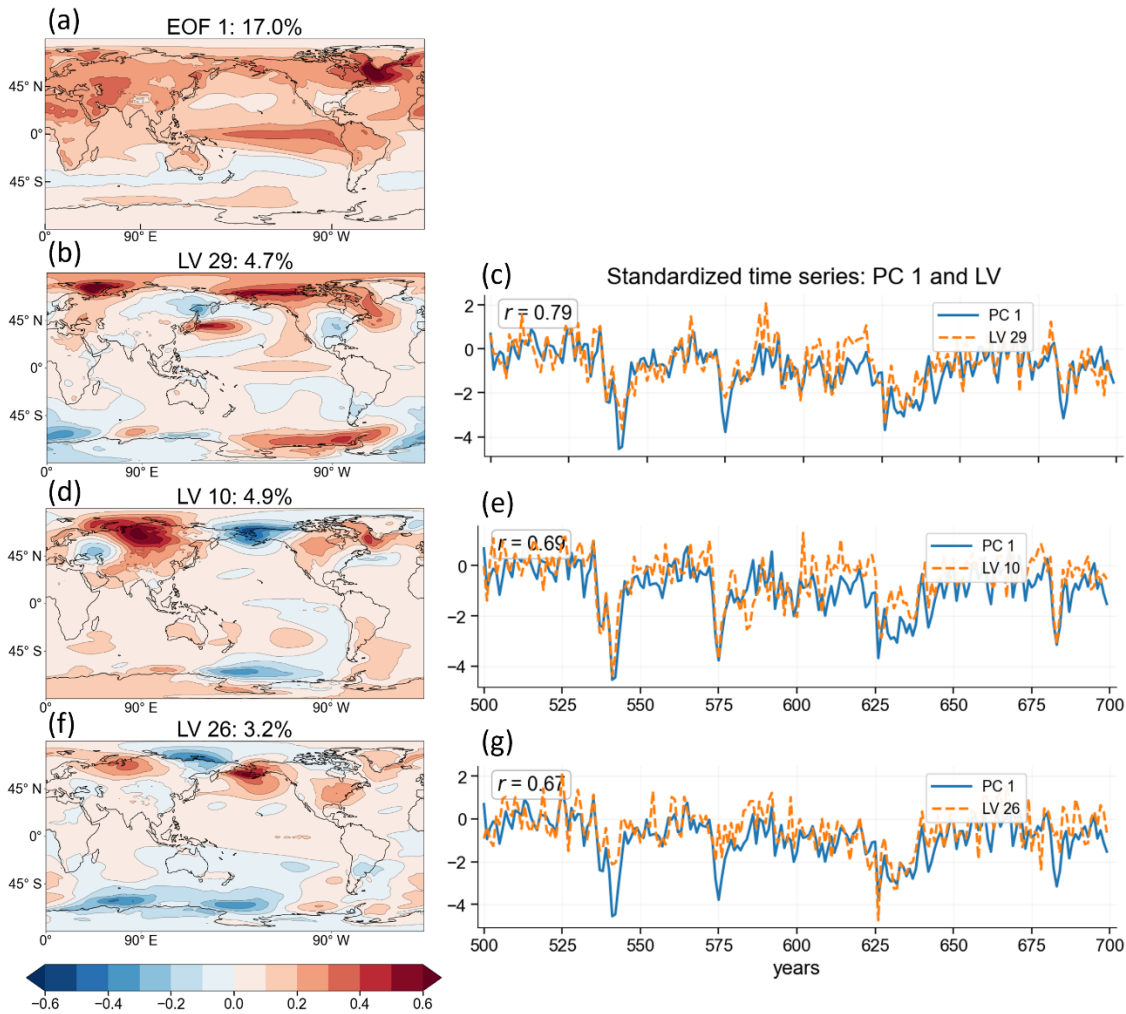 (a)
EOF 1: 17.0%
45° N
0°
45° S
0° 90° E 90° W
(b)
LV 29: 4.7%
45° N
0°
45° S
0° 90° E 90° W
(c)
Standardized time series: PC 1 and LV
r = 0.79
PC 1
LV 29
2
0
−2
−4
(d)
LV 10: 4.9%
45° N
0°
45° S
0° 90° E 90° W
(e)
r = 0.69
PC 1
LV 10
0
−2
−4
500 525 550 575 600 625 650 675 700
(f)
LV 26: 3.2%
45° N
0°
45° S
0° 90° E 90° W
(g)
r = 0.67
PC 1
LV 26
2
0
−2
−4
500 525 550 575 600 625 650 675 700
years
−0.6 −0.4 −0.2 0.0 0.2 0.4 0.6